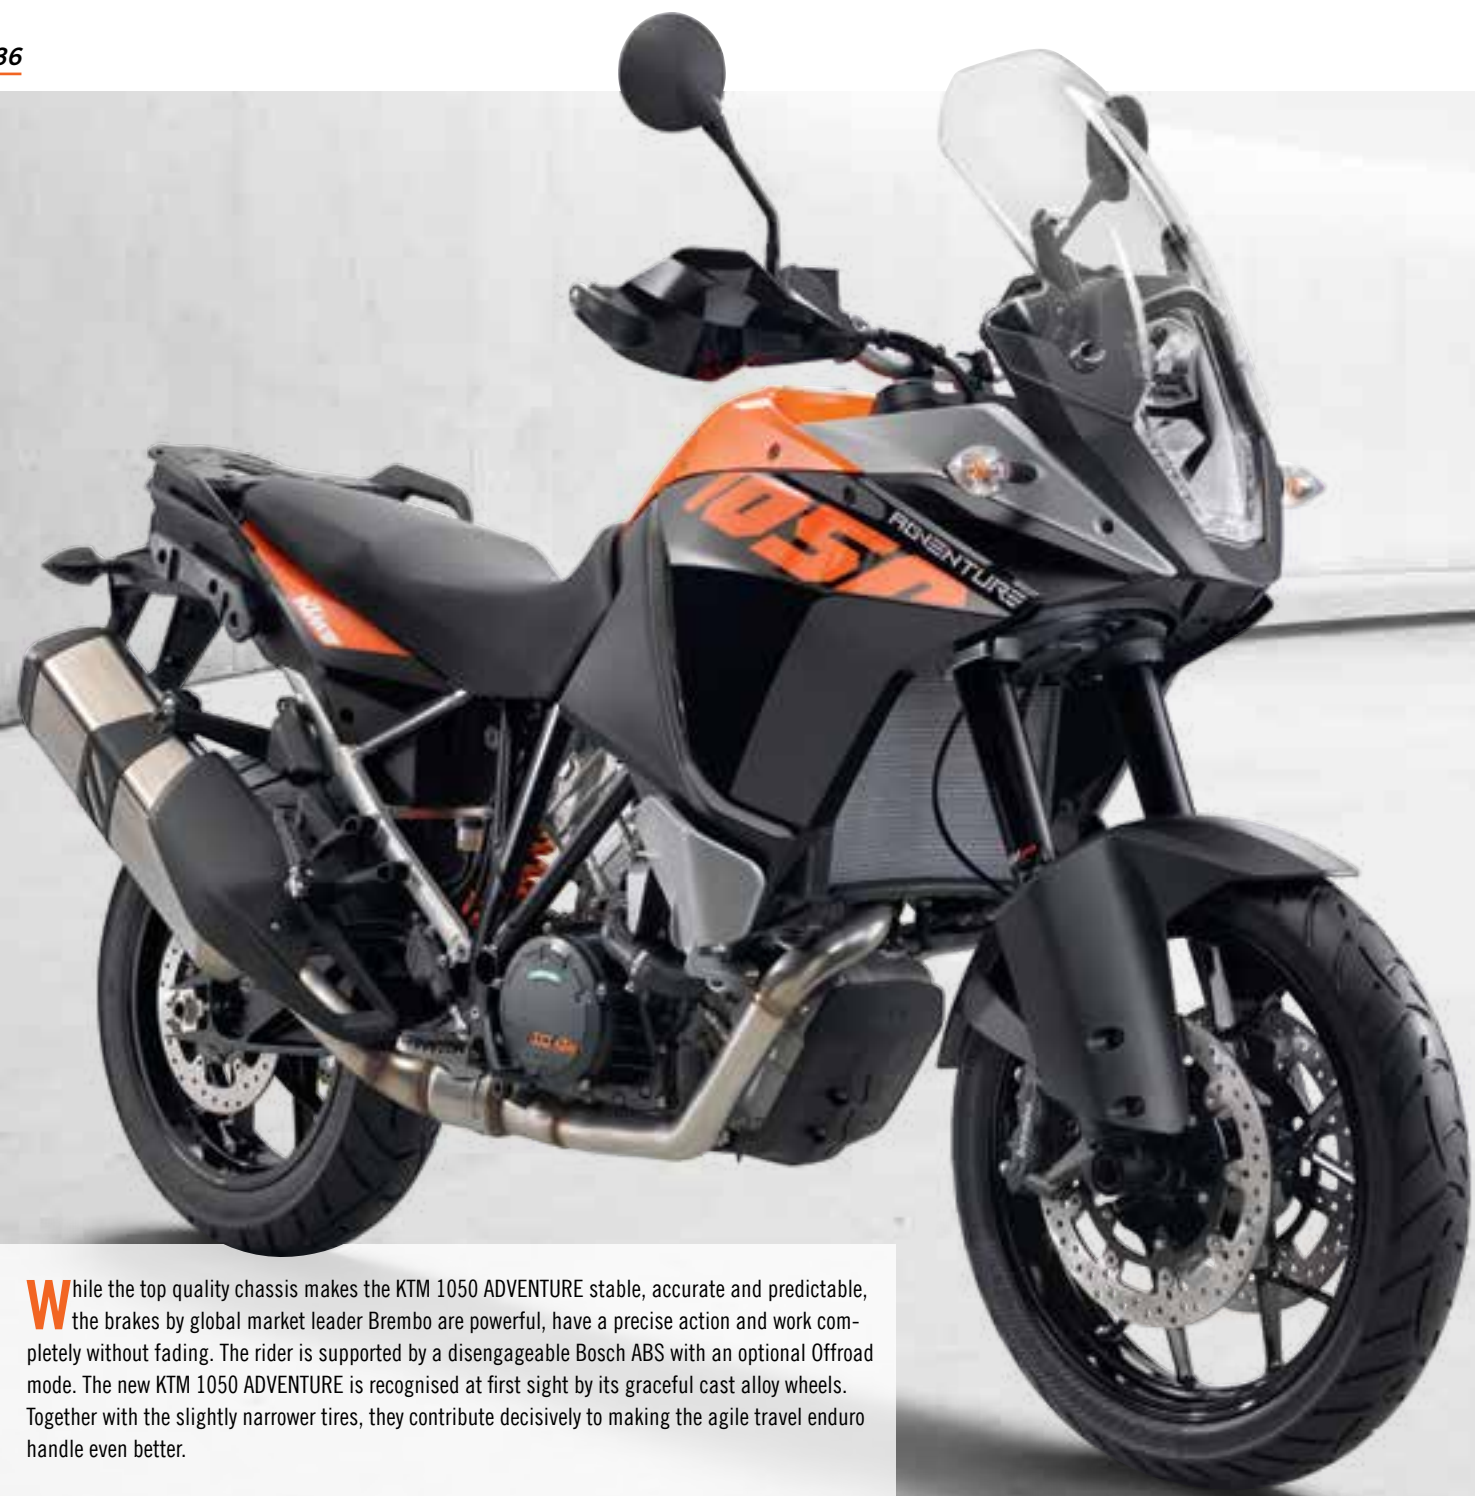 36
1050
ADVENTURE
KTM
While the top quality chassis makes the KTM 1050 ADVENTURE stable, accurate and predictable,
the brakes by global market leader Brembo are powerful, have a precise action and work com-
pletely without fading. The rider is supported by a disengageable Bosch ABS with an optional Offroad
mode. The new KTM 1050 ADVENTURE is recognised at first sight by its graceful cast alloy wheels.
Together with the slightly narrower tires, they contribute decisively to making the agile travel enduro
handle even better.